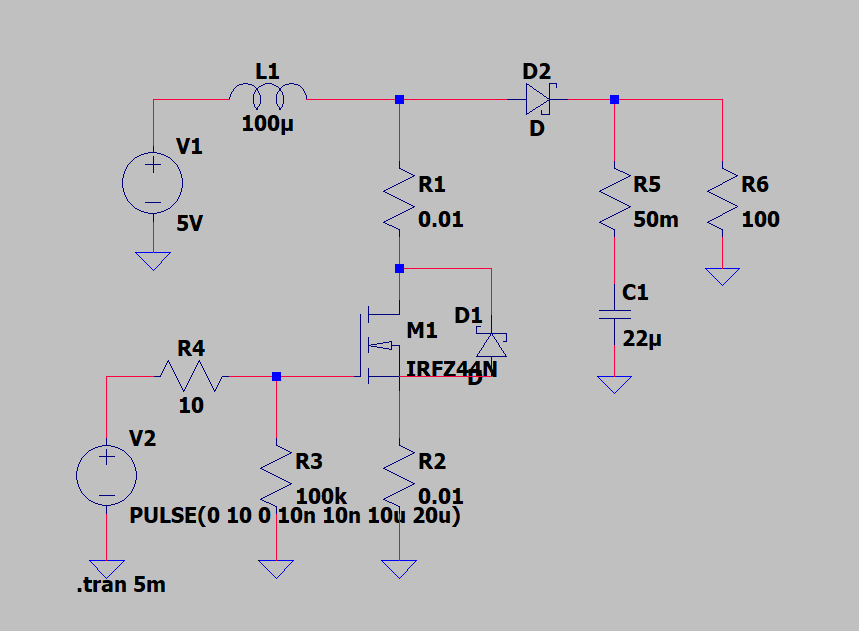 L1
100µ
D2
D
V1
5V
R1
0.01
R5
50m
R6
100
C1
22µ
D1
D
M1
IRFZ44N
R4
10
V2
PULSE(0 10 0 10n 10n 10u 20u)
R3
100k
R2
0.01
.tran 5m